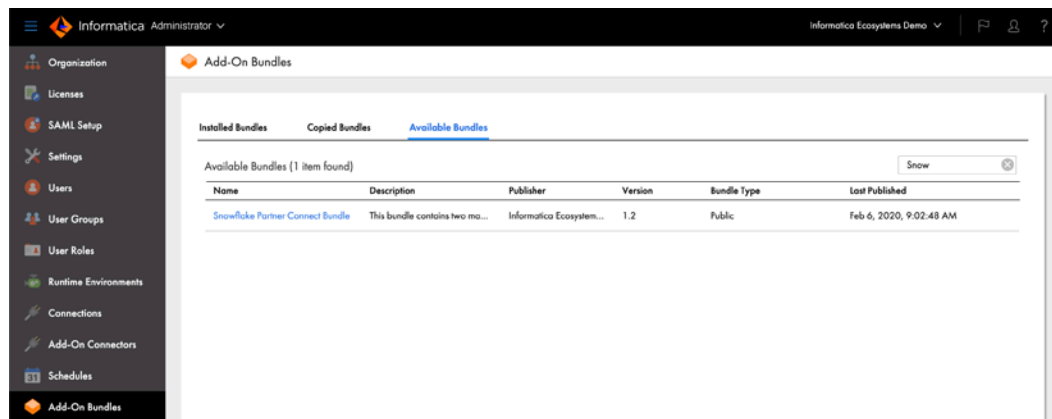 Informatica Administrator
Informatica Ecosystems Demo
?
Organization
Licenses
SAML Setup
Settings
Users
User Groups
User Roles
Runtime Environments
Connections
Add-On Connectors
31 Schedules
Add-On Bundles
Add-On Bundles
Installed Bundles Copied Bundles Available Bundles
Available Bundles (1 item found) Snow
Name Description Publisher Version Bundle Type Last Published
Snowflake Partner Connect Bundle This bundle contains two ma... Informatica Ecosystem... 1.2 Public Feb 6, 2020, 9:02:48 AM